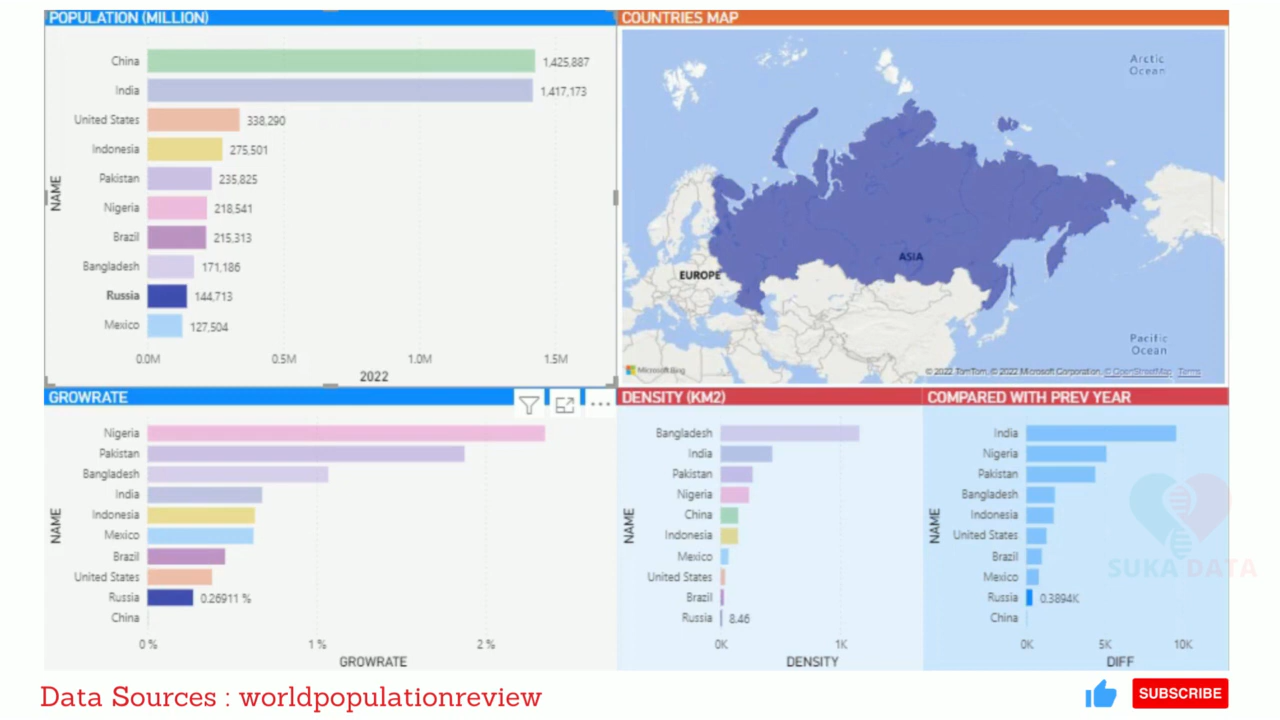 POPULATION (MILLION)
China 1,425,887
India 1,417,173
United States 338,290
Indonesia 275,501
Pakistan 235,825
Nigeria 218,541
Brazil 215,313
Bangladesh 171,186
Russia 144,713
Mexico 127,504
NAME
0.0M 0.5M 1.0M 1.5M
2022
COUNTRIES MAP
Arctic
Ocean
ASIA
EUROPE
Pacific
Ocean
Microsoft Bing
© 2022 TomTom, © 2022 Microsoft Corporation, © OpenStreetMap Terms
GROWRATE
Nigeria
Pakistan
Bangladesh
India
Indonesia
Mexico
Brazil
United States
Russia 0.26911 %
China
NAME
0 % 1 % 2 %
GROWRATE
DENSITY (KM2)
Bangladesh
India
Pakistan
Nigeria
China
Indonesia
Mexico
United States
Brazil
Russia 8.46
NAME
0K 1K
DENSITY
COMPARED WITH PREV YEAR
India
Nigeria
Pakistan
Bangladesh
Indonesia
United States
Brazil
Mexico
Russia 0.3894K
China
NAME
0K 5K 10K
DIFF
SUKA DATA
Data Sources : worldpopulationreview
SUBSCRIBE